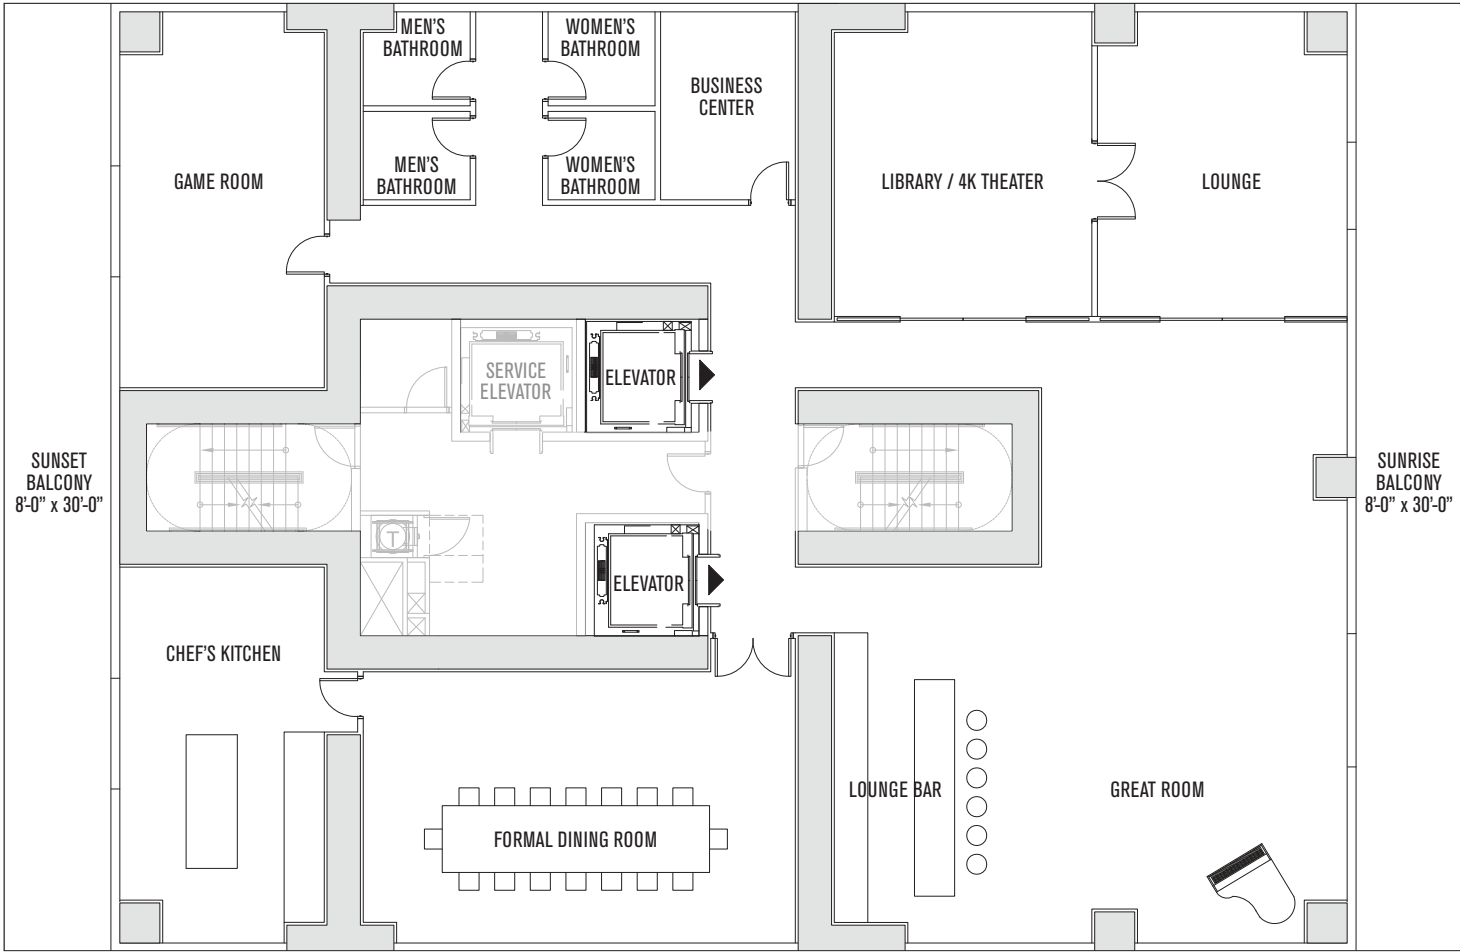 MEN'S
BATHROOM
WOMEN'S
BATHROOM
BUSINESS
CENTER
MEN'S
BATHROOM
WOMEN'S
BATHROOM
GAME ROOM
LIBRARY / 4K THEATER
LOUNGE
SERVICE
ELEVATOR
ELEVATOR
SUNSET
BALCONY
8'-0" x 30'-0"
SUNRISE
BALCONY
8'-0" x 30'-0"
T
ELEVATOR
CHEF'S KITCHEN
LOUNGE BAR
GREAT ROOM
FORMAL DINING ROOM